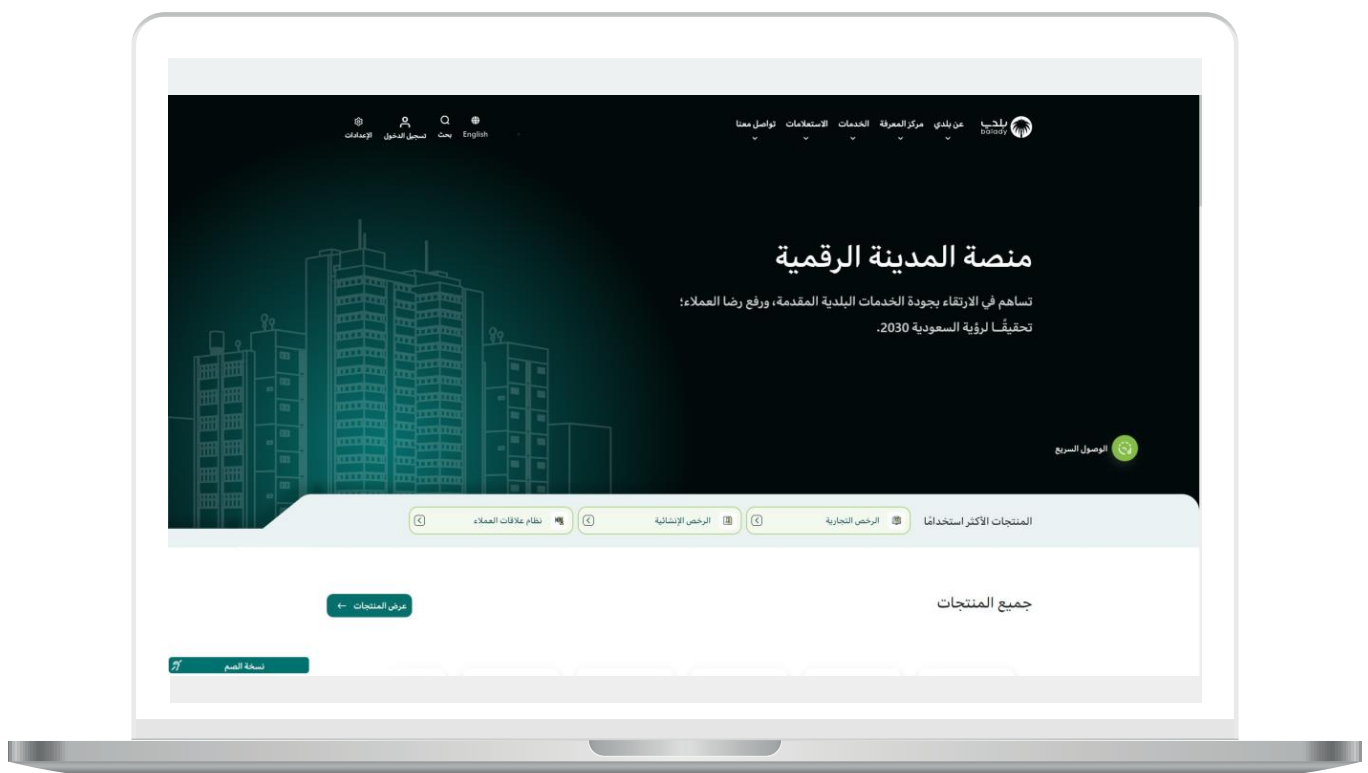 بلدي
balady
عن بلدي
مركز المعرفة
الخدمات
الاستعلامات
تواصل معنا
English
بحث
تسجيل الدخول
الإعدادات
منصة المدينة الرقمية
تساهم في الارتقاء بجودة الخدمات البلدية المقدمة، ورفع رضا العملاء؛
تحقيقًـا لرؤية السعودية 2030.
الوصول السريع
المنتجات الأكثر استخدامًا
الرخص التجارية
الرخص الإنشائية
نظام علاقات العملاء
جميع المنتجات
عرض المنتجات ←
نسخة الصم